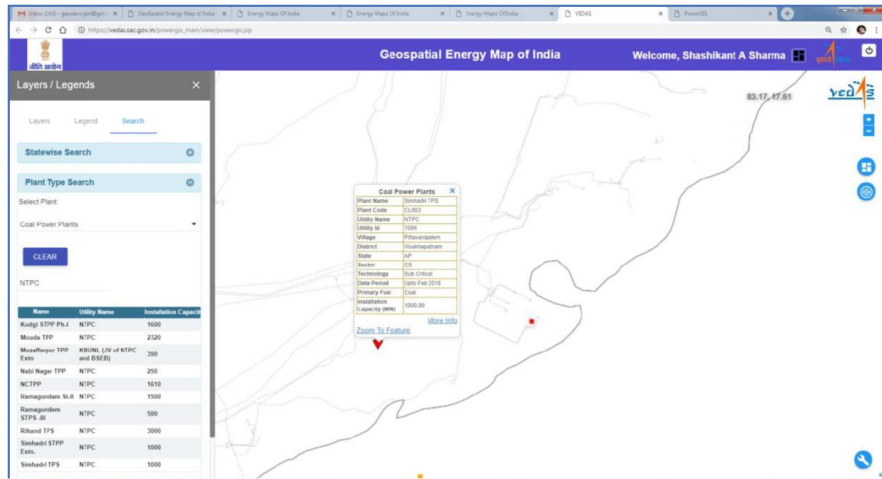 M Inbox (245) - gaurav.jain@gm
GeoSpatial Energy Map of India
Energy Maps Of India
Energy Maps Of India
Energy Maps Of India
VEDAS
PowerGIS
https://vedas.sac.gov.in/powergis_main/view/powergis.jsp
नीति आयोग
Geospatial Energy Map of India
Welcome, Shashikant A Sharma
Layers / Legends
83.17, 17.61
vedas
Layers Legend Search
Statewise Search
Plant Type Search
Select Plant:
Coal Power Plants
CLEAR
NTPC
Name Utility Name Installation Capacit
Kudgi STPP Ph-I NTPC 1600
Mouda TPP NTPC 2320
Muzaffarpur TPP Extn KBUNL (JV of NTPC and BSEB) 390
Nabi Nagar TPP NTPC 250
NCTPP NTPC 1610
Ramagundam St.II NTPC 1500
Ramagundem STPS -III NTPC 500
Rihand TPS NTPC 3000
Simhadri STPP Extn. NTPC 1000
Simhadri TPS NTPC 1000
Coal Power Plants
Plant Name Simhadri TPS
Plant Code CL003
Utility Name NTPC
Utility Id 1096
Village Pittavanipalem
District Visakhapatnam
State AP
Sector CS
Technology Sub Critical
Data Period Upto Feb 2018
Primary Fuel Coal
Installation Capacity (MW) 1000.00
More Info
Zoom To Feature